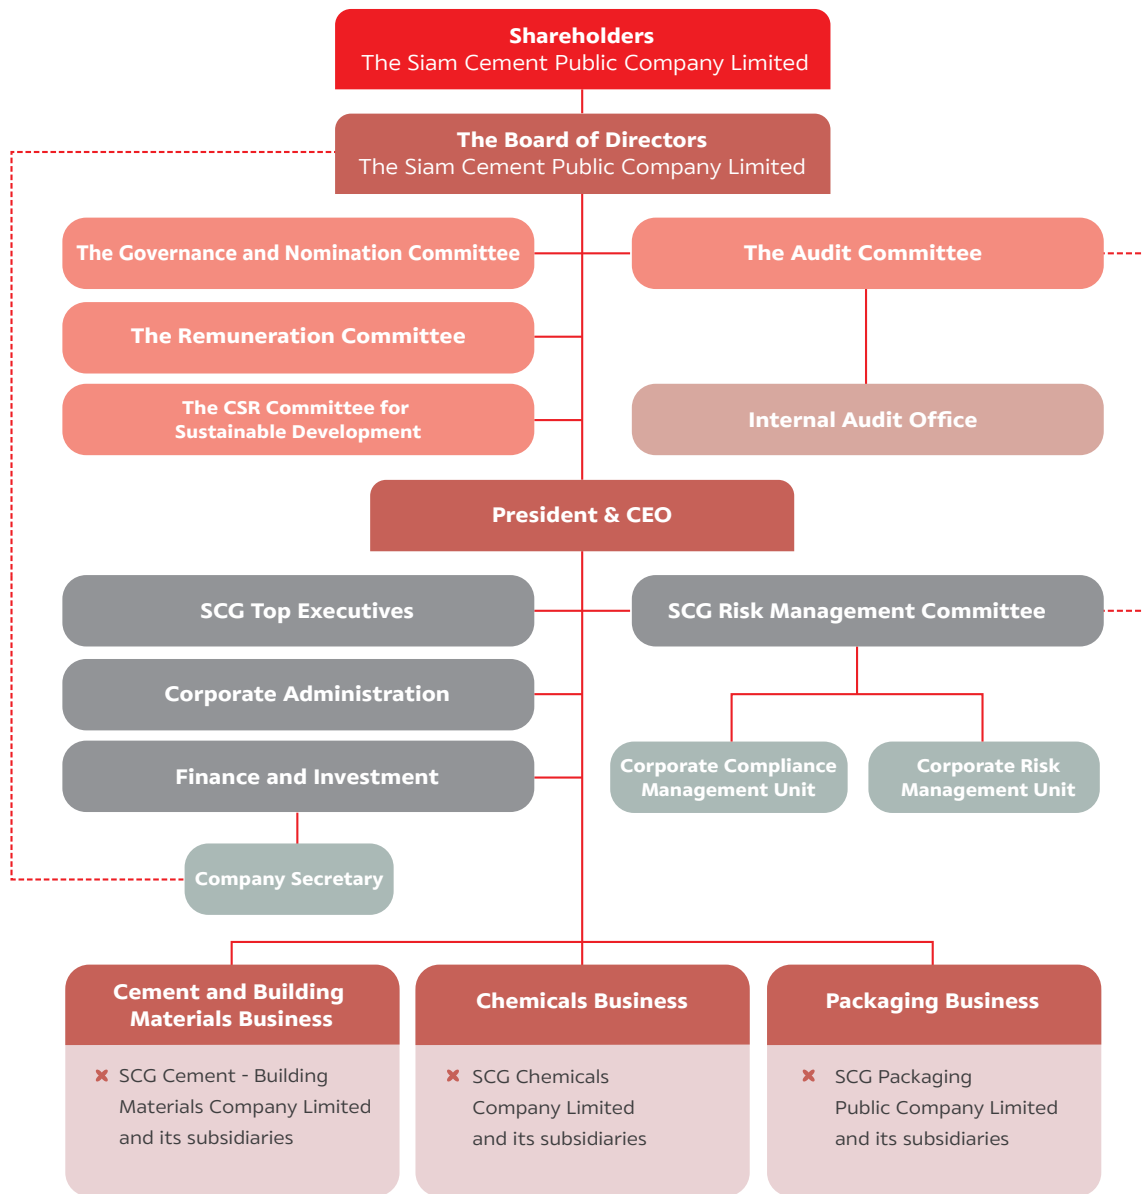 Shareholders
The Siam Cement Public Company Limited
The Board of Directors
The Siam Cement Public Company Limited
The Governance and Nomination Committee
The Audit Committee
The Remuneration Committee
The CSR Committee for
Sustainable Development
Internal Audit Office
President & CEO
SCG Top Executives
SCG Risk Management Committee
Corporate Administration
Finance and Investment
Corporate Compliance
Management Unit
Corporate Risk
Management Unit
Company Secretary
Cement and Building
Materials Business
SCG Cement - Building
Materials Company Limited
and its subsidiaries
Chemicals Business
SCG Chemicals
Company Limited
and its subsidiaries
Packaging Business
SCG Packaging
Public Company Limited
and its subsidiaries